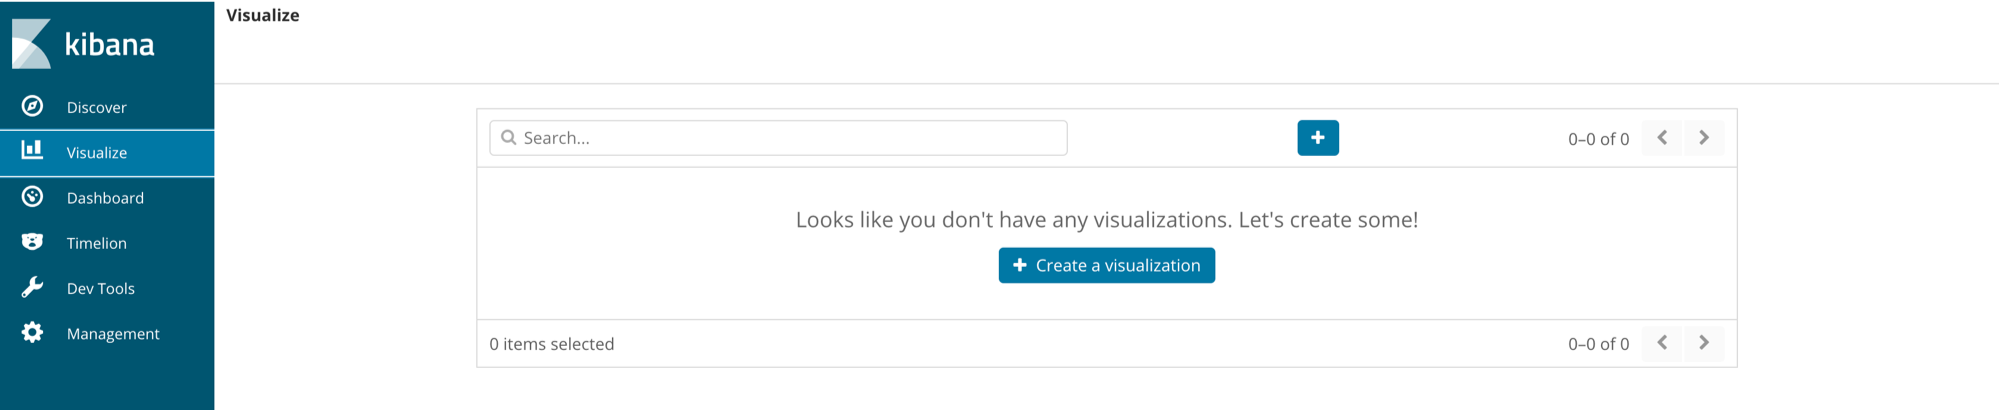 kibana
Discover
Visualize
Dashboard
Timelion
Dev Tools
Management
Visualize
Search...
0–0 of 0
Looks like you don't have any visualizations. Let's create some!
Create a visualization
0 items selected
0–0 of 0